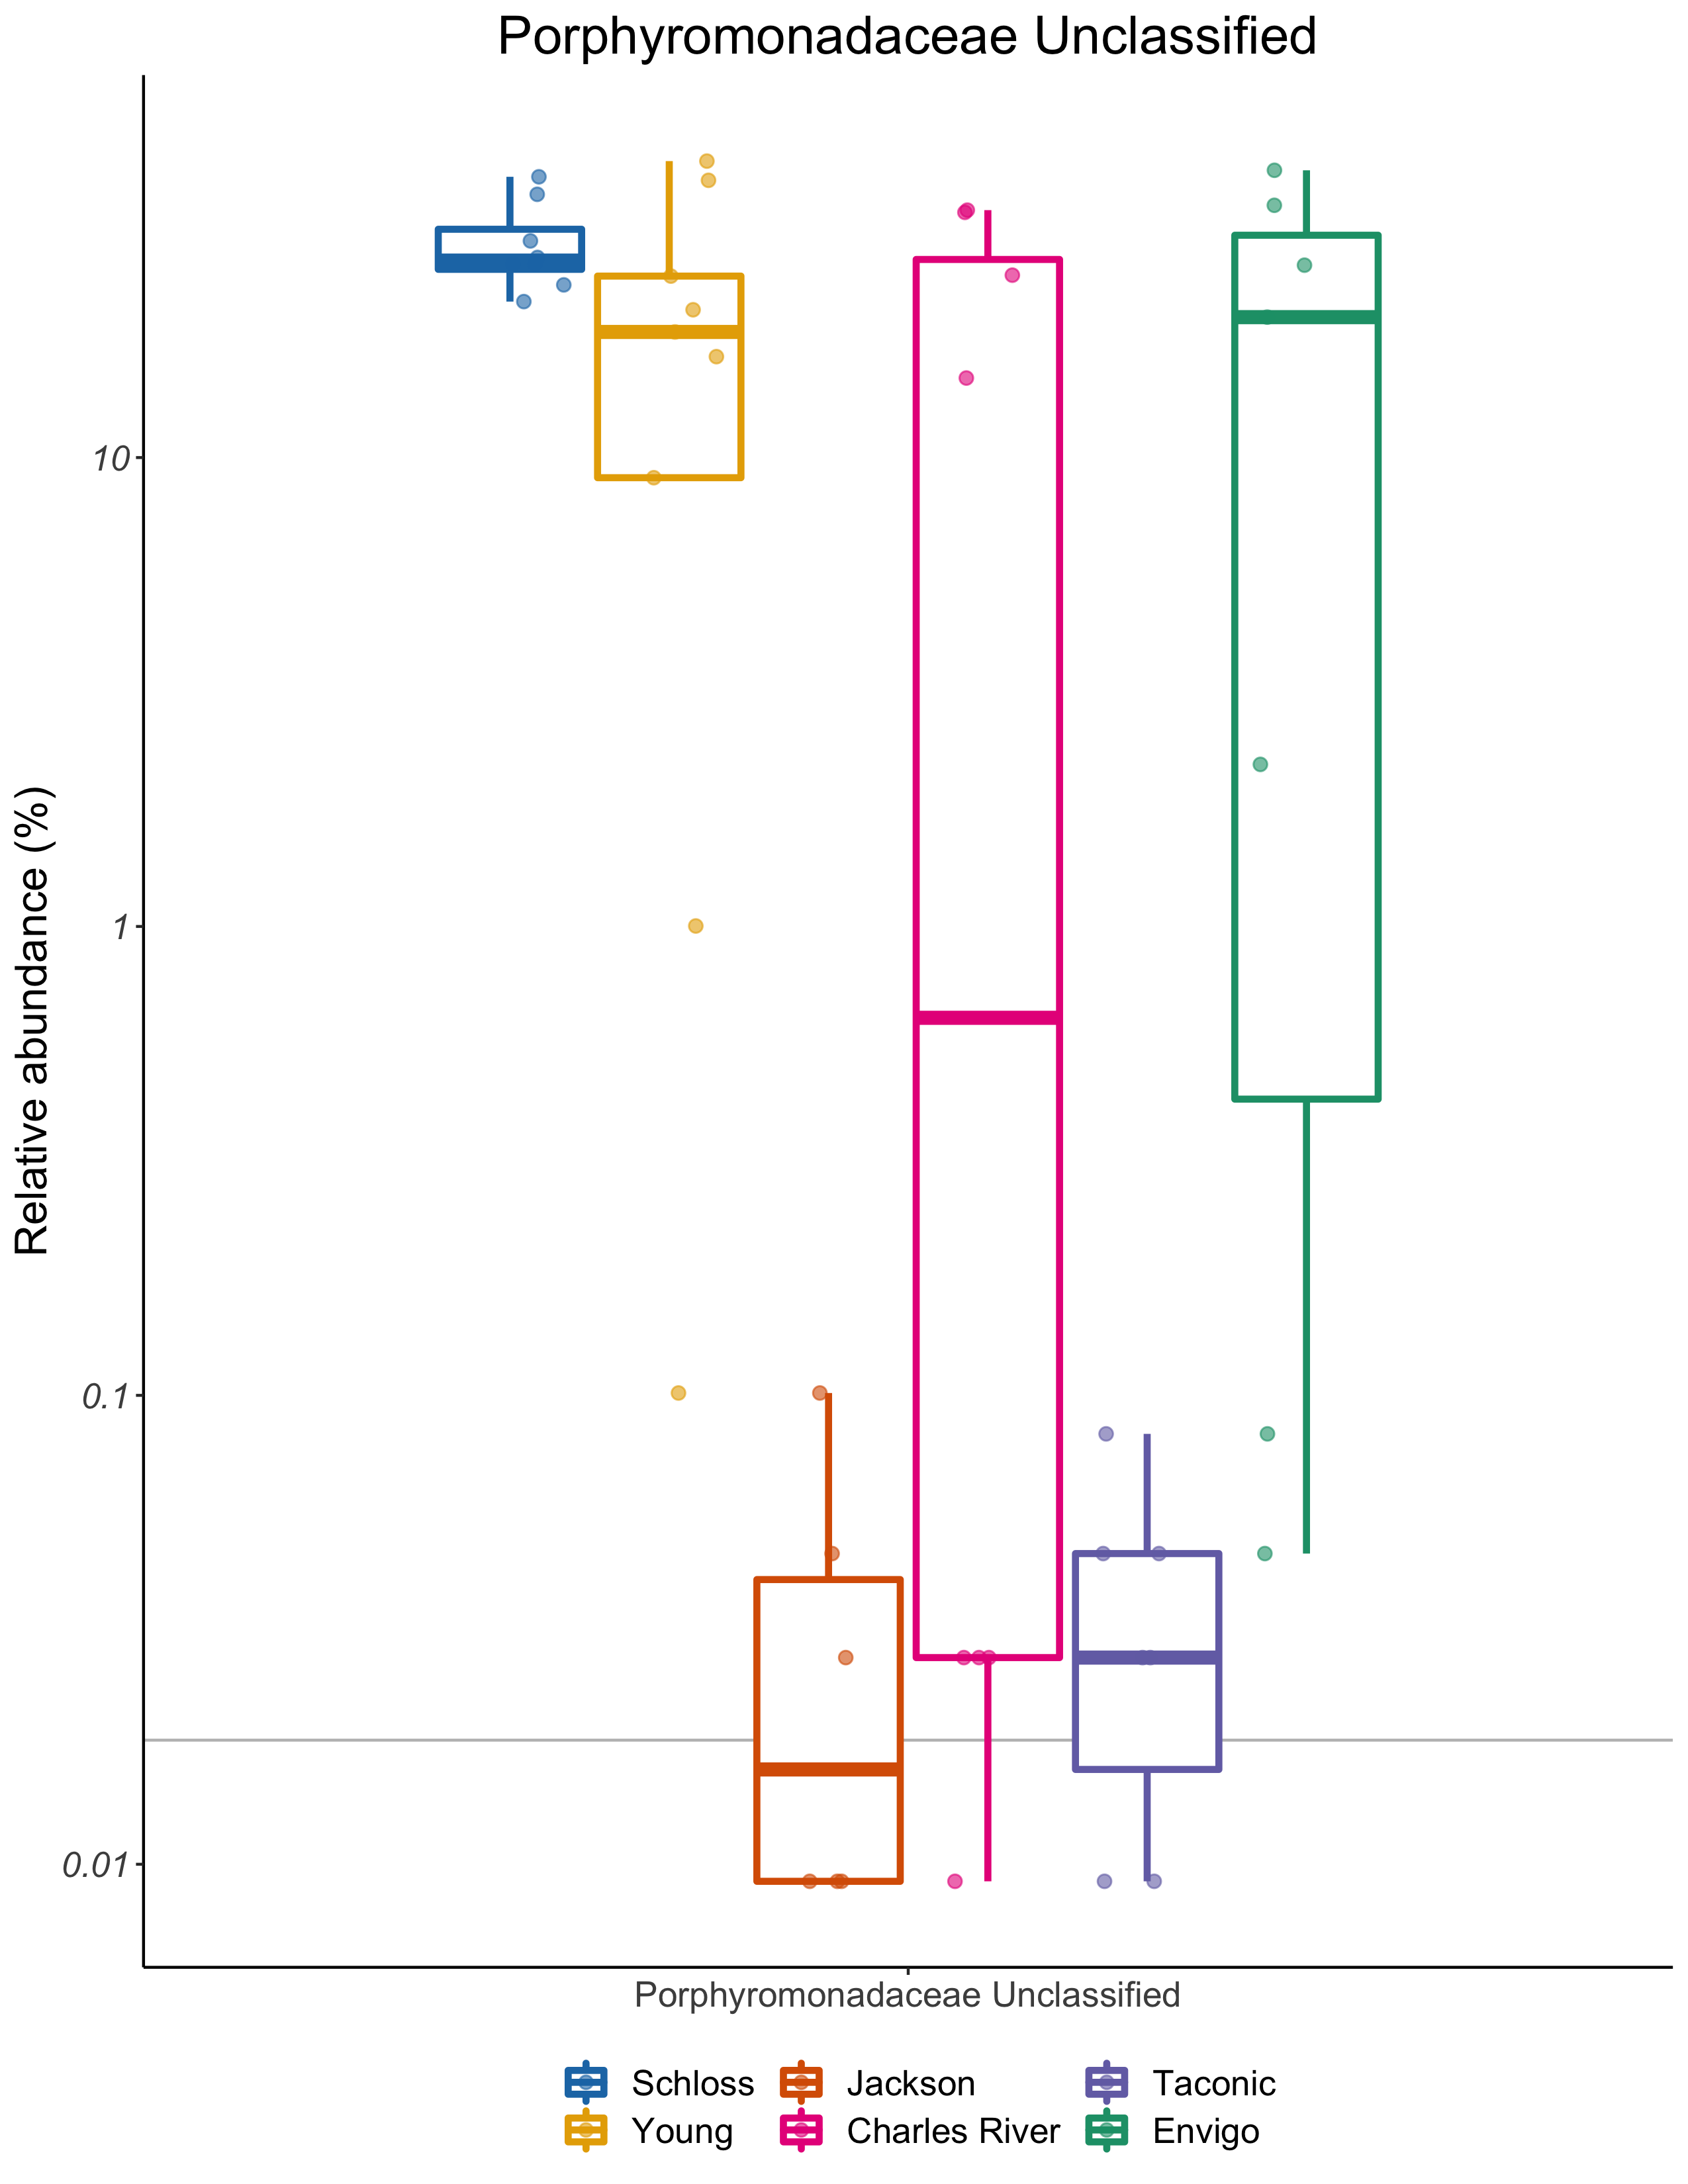 Porphyromonadaceae Unclassified
Relative abundance (%)
10
1
0.1
0.01
Porphyromonadaceae Unclassified
Schloss Jackson Taconic
Young Charles River Envigo